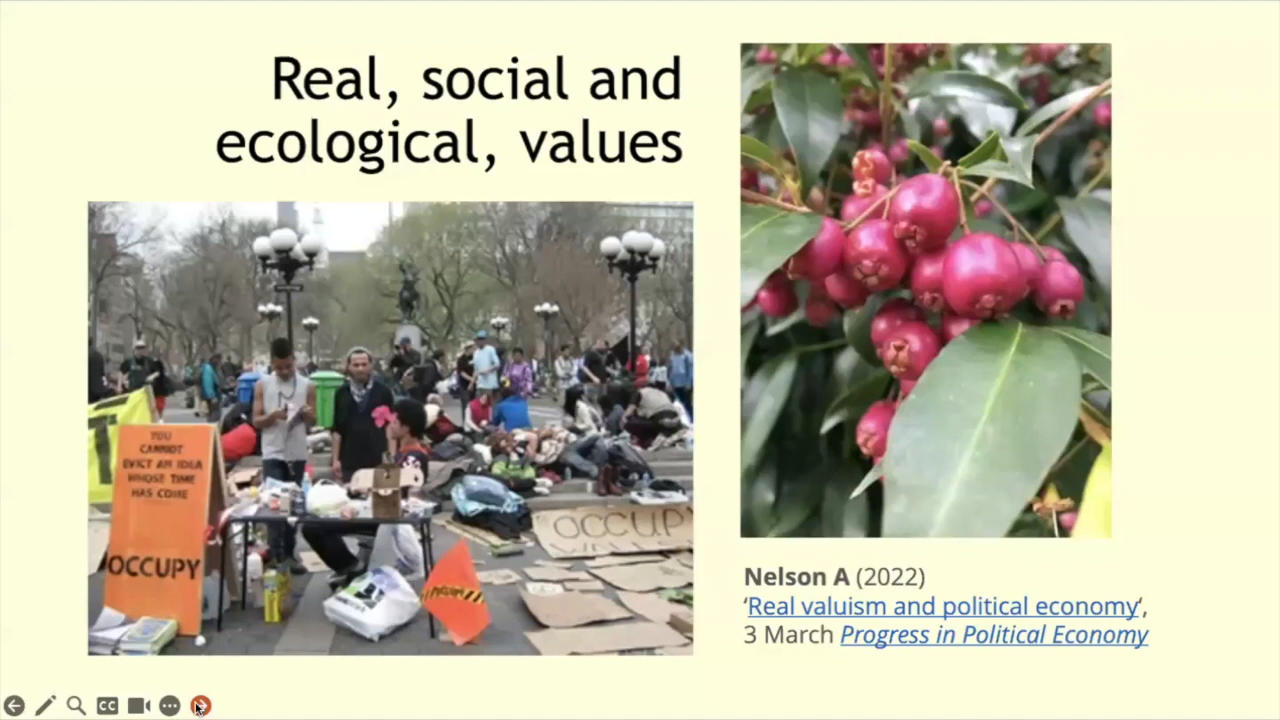 Real, social and
ecological, values
YOU
CANNOT
EVICT AN IDEA
WHOSE TIME
HAS COME
OCCUPY
OCCUPY
Nelson A (2022)
‘Real valuism and political economy‘,
3 March Progress in Political Economy
CC